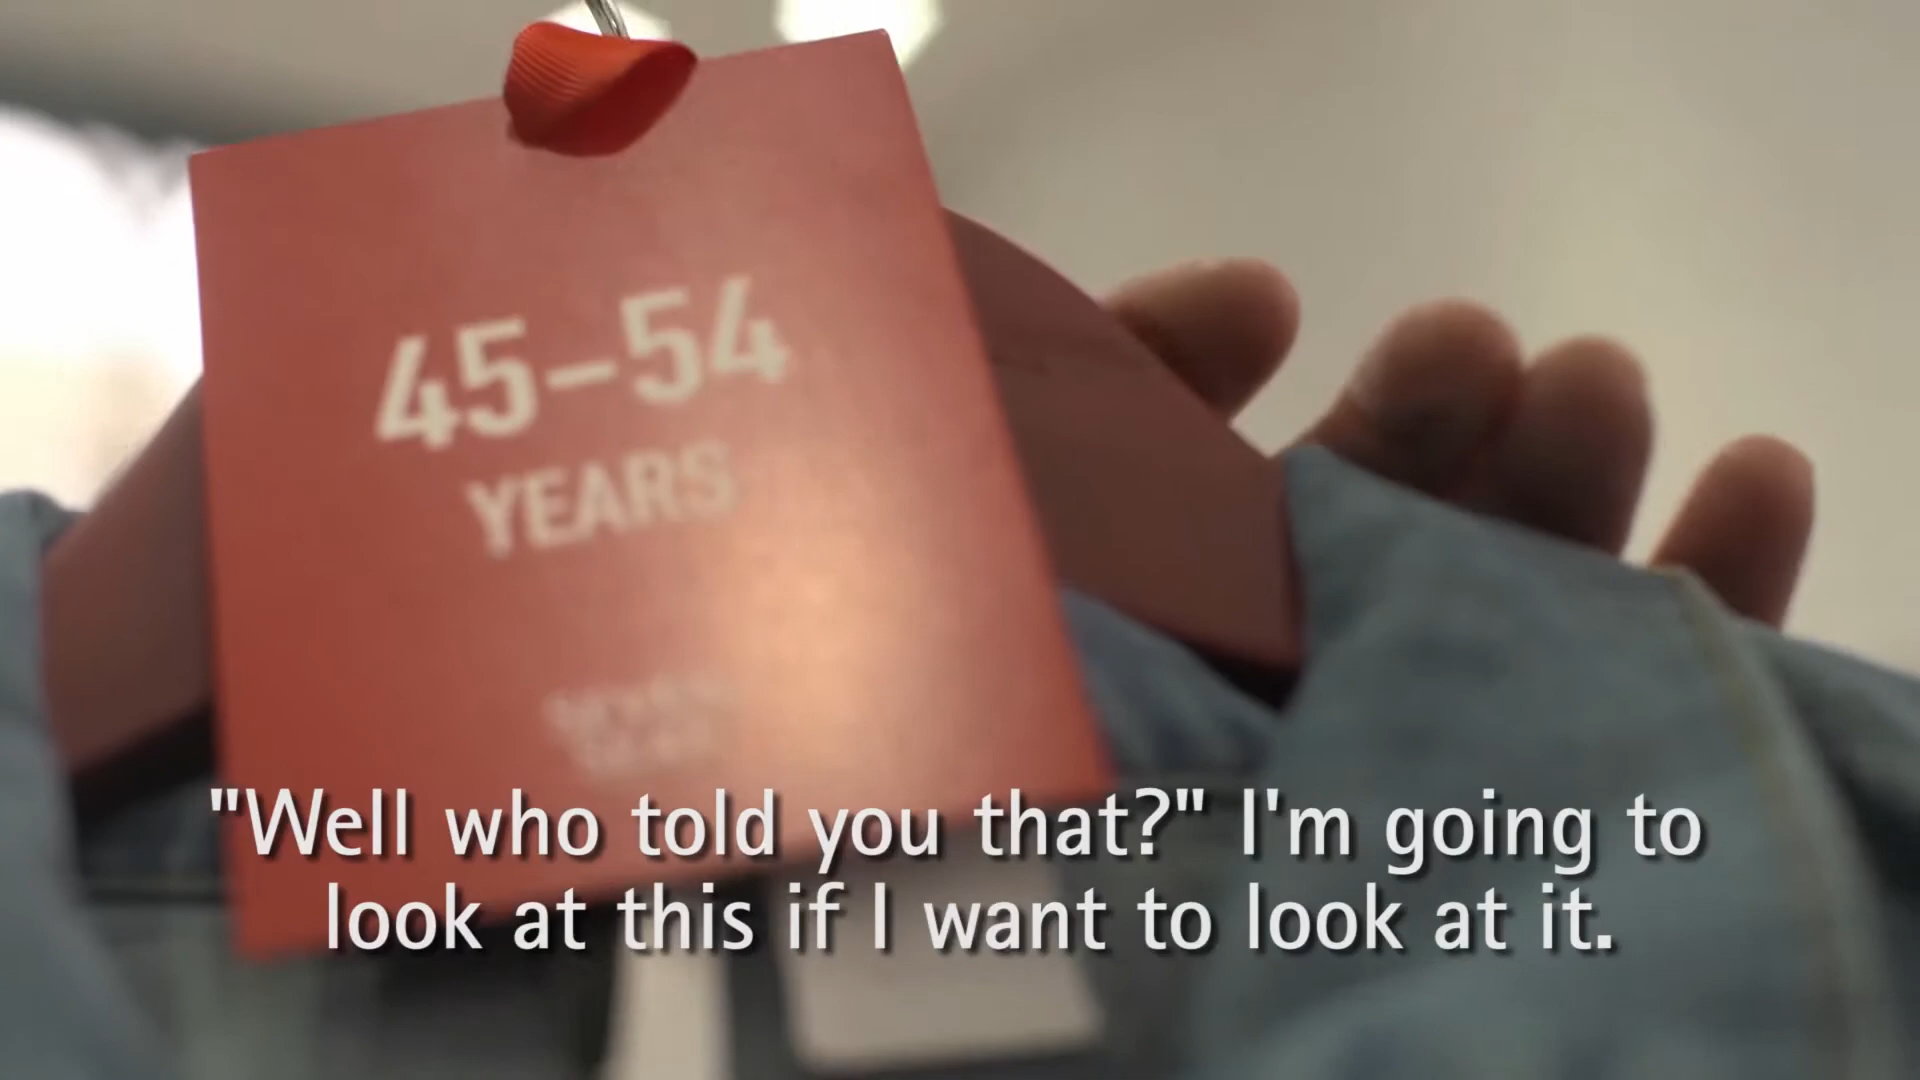 45-54
YEARS
"Well who told you that?" I'm going to
look at this if I want to look at it.